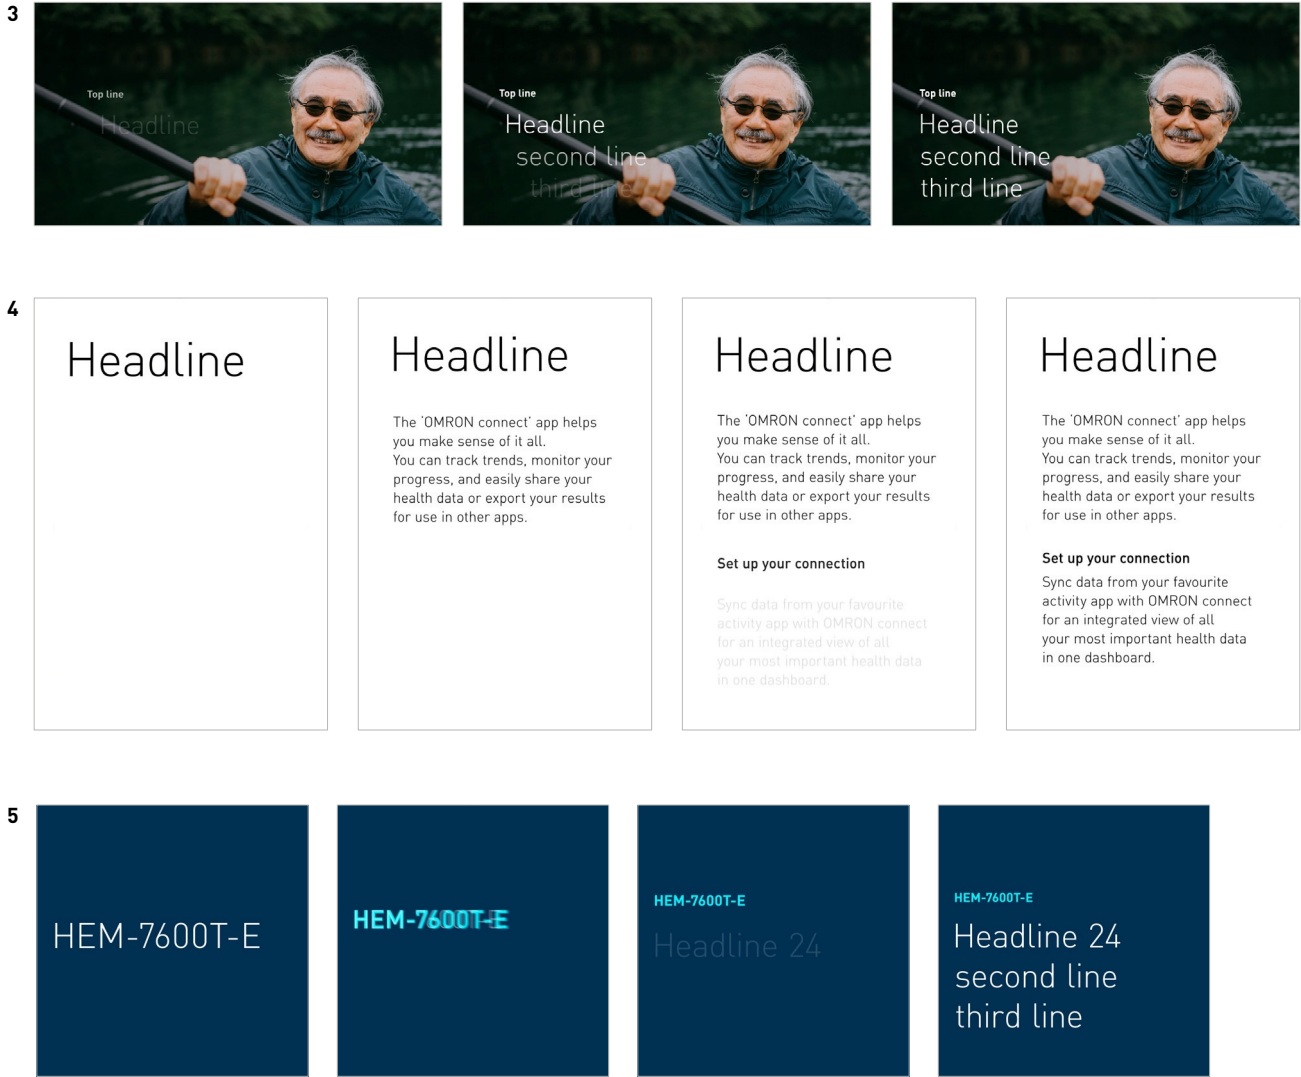 3
Top line
Headline
Top line
Headline
second line
third line
Top line
Headline
second line
third line
4
Headline
Headline
The ‘OMRON connect’ app helps
you make sense of it all.
You can track trends, monitor your
progress, and easily share your
health data or export your results
for use in other apps.
Headline
The ‘OMRON connect’ app helps
you make sense of it all.
You can track trends, monitor your
progress, and easily share your
health data or export your results
for use in other apps.
Set up your connection
Sync data from your favourite
activity app with OMRON connect
for an integrated view of all
your most important health data
in one dashboard.
Headline
The ‘OMRON connect’ app helps
you make sense of it all.
You can track trends, monitor your
progress, and easily share your
health data or export your results
for use in other apps.
Set up your connection
Sync data from your favourite
activity app with OMRON connect
for an integrated view of all
your most important health data
in one dashboard.
5
HEM-7600T-E
HEM-7600T-E
HEM-7600T-E
Headline 24
HEM-7600T-E
Headline 24
second line
third line